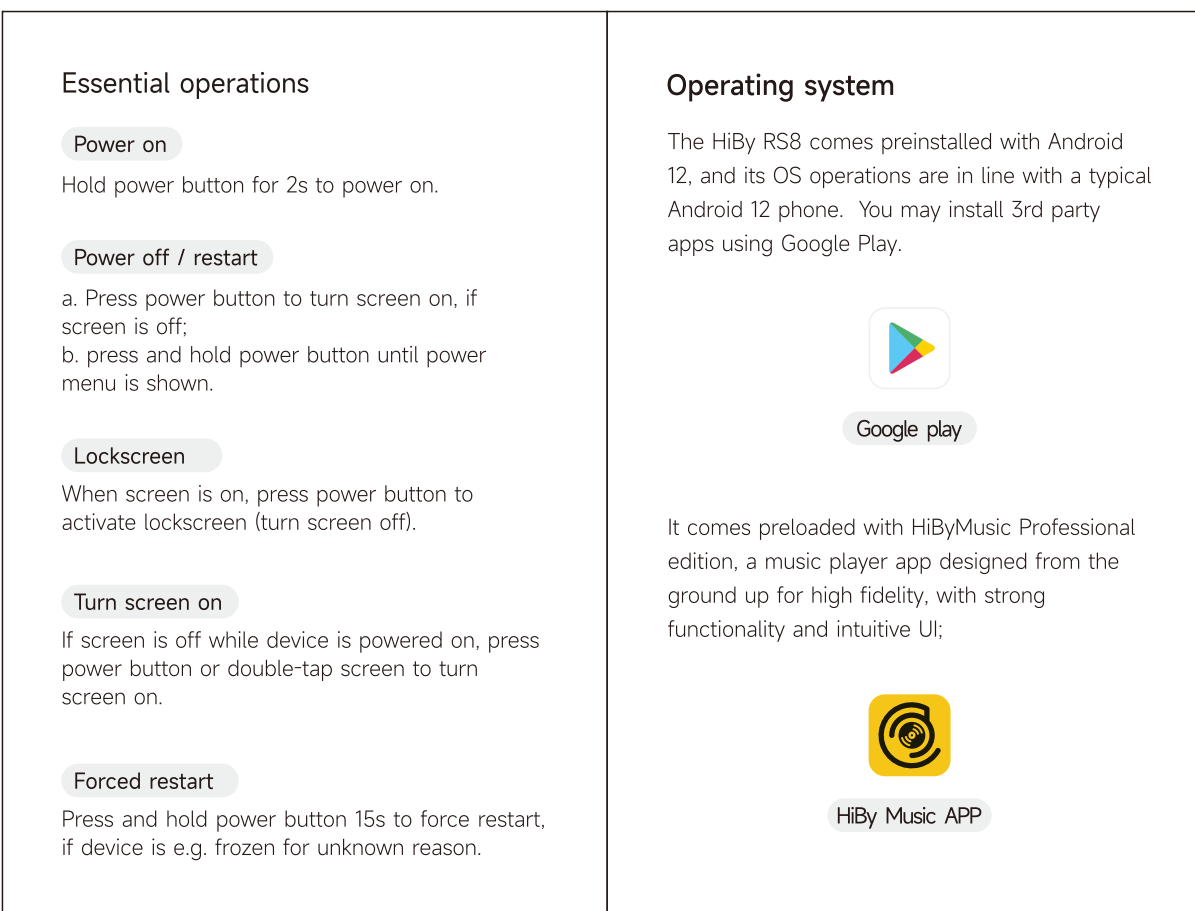 Essential operations
Power on
Hold power button for 2s to power on.
Power off / restart
a. Press power button to turn screen on, if
screen is off;
b. press and hold power button until power
menu is shown.
Lockscreen
When screen is on, press power button to
activate lockscreen (turn screen off).
Turn screen on
If screen is off while device is powered on, press
power button or double-tap screen to turn
screen on.
Forced restart
Press and hold power button 15s to force restart,
if device is e.g. frozen for unknown reason.
Operating system
The HiBy RS8 comes preinstalled with Android
12, and its OS operations are in line with a typical
Android 12 phone.  You may install 3rd party
apps using Google Play.
Google play
It comes preloaded with HiByMusic Professional
edition, a music player app designed from the
ground up for high fidelity, with strong
functionality and intuitive UI;
HiBy Music APP